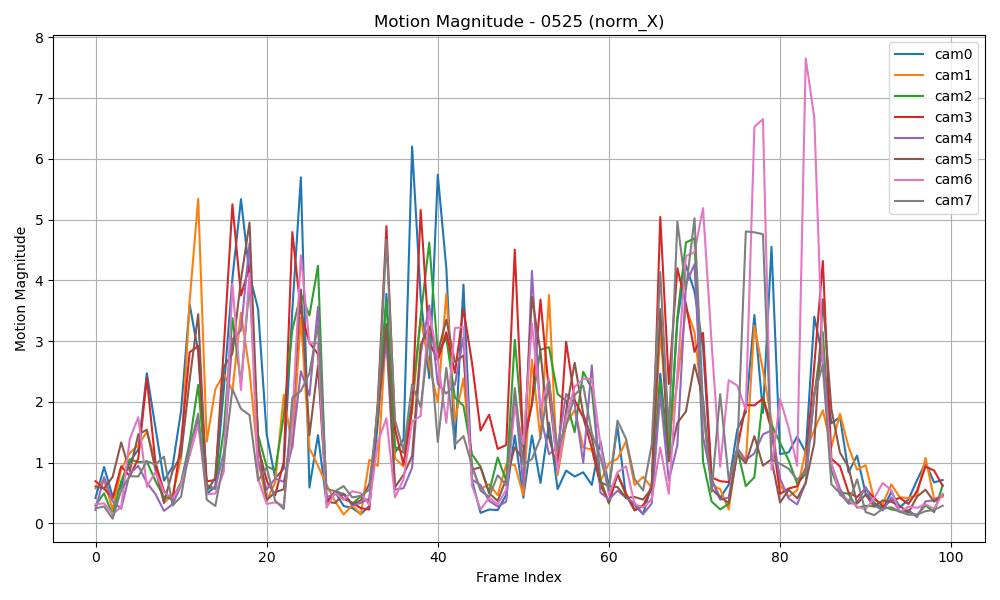 Motion Magnitude - 0525 (norm_X)
8
7
6
5
4
3
2
1
0
Motion Magnitude
0
20
40
60
80
100
Frame Index
cam0
cam1
cam2
cam3
cam4
cam5
cam6
cam7